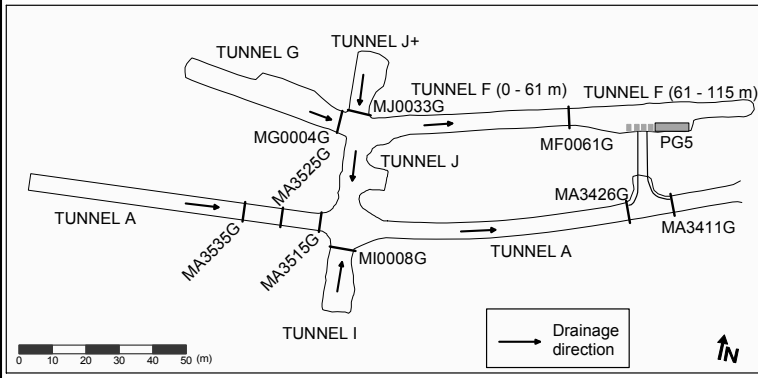 TUNNEL J+
TUNNEL G
TUNNEL F (0 - 61 m)
TUNNEL F (61 - 115 m)
MJ0033G
MG0004G
MF0061G
PG5
MA3525G
TUNNEL J
MA3426G
TUNNEL A
MA3535G
MA3515G
MI0008G
TUNNEL A
MA3411G
TUNNEL I
0 10 20 30 40 50 (m)
Drainage
direction
N